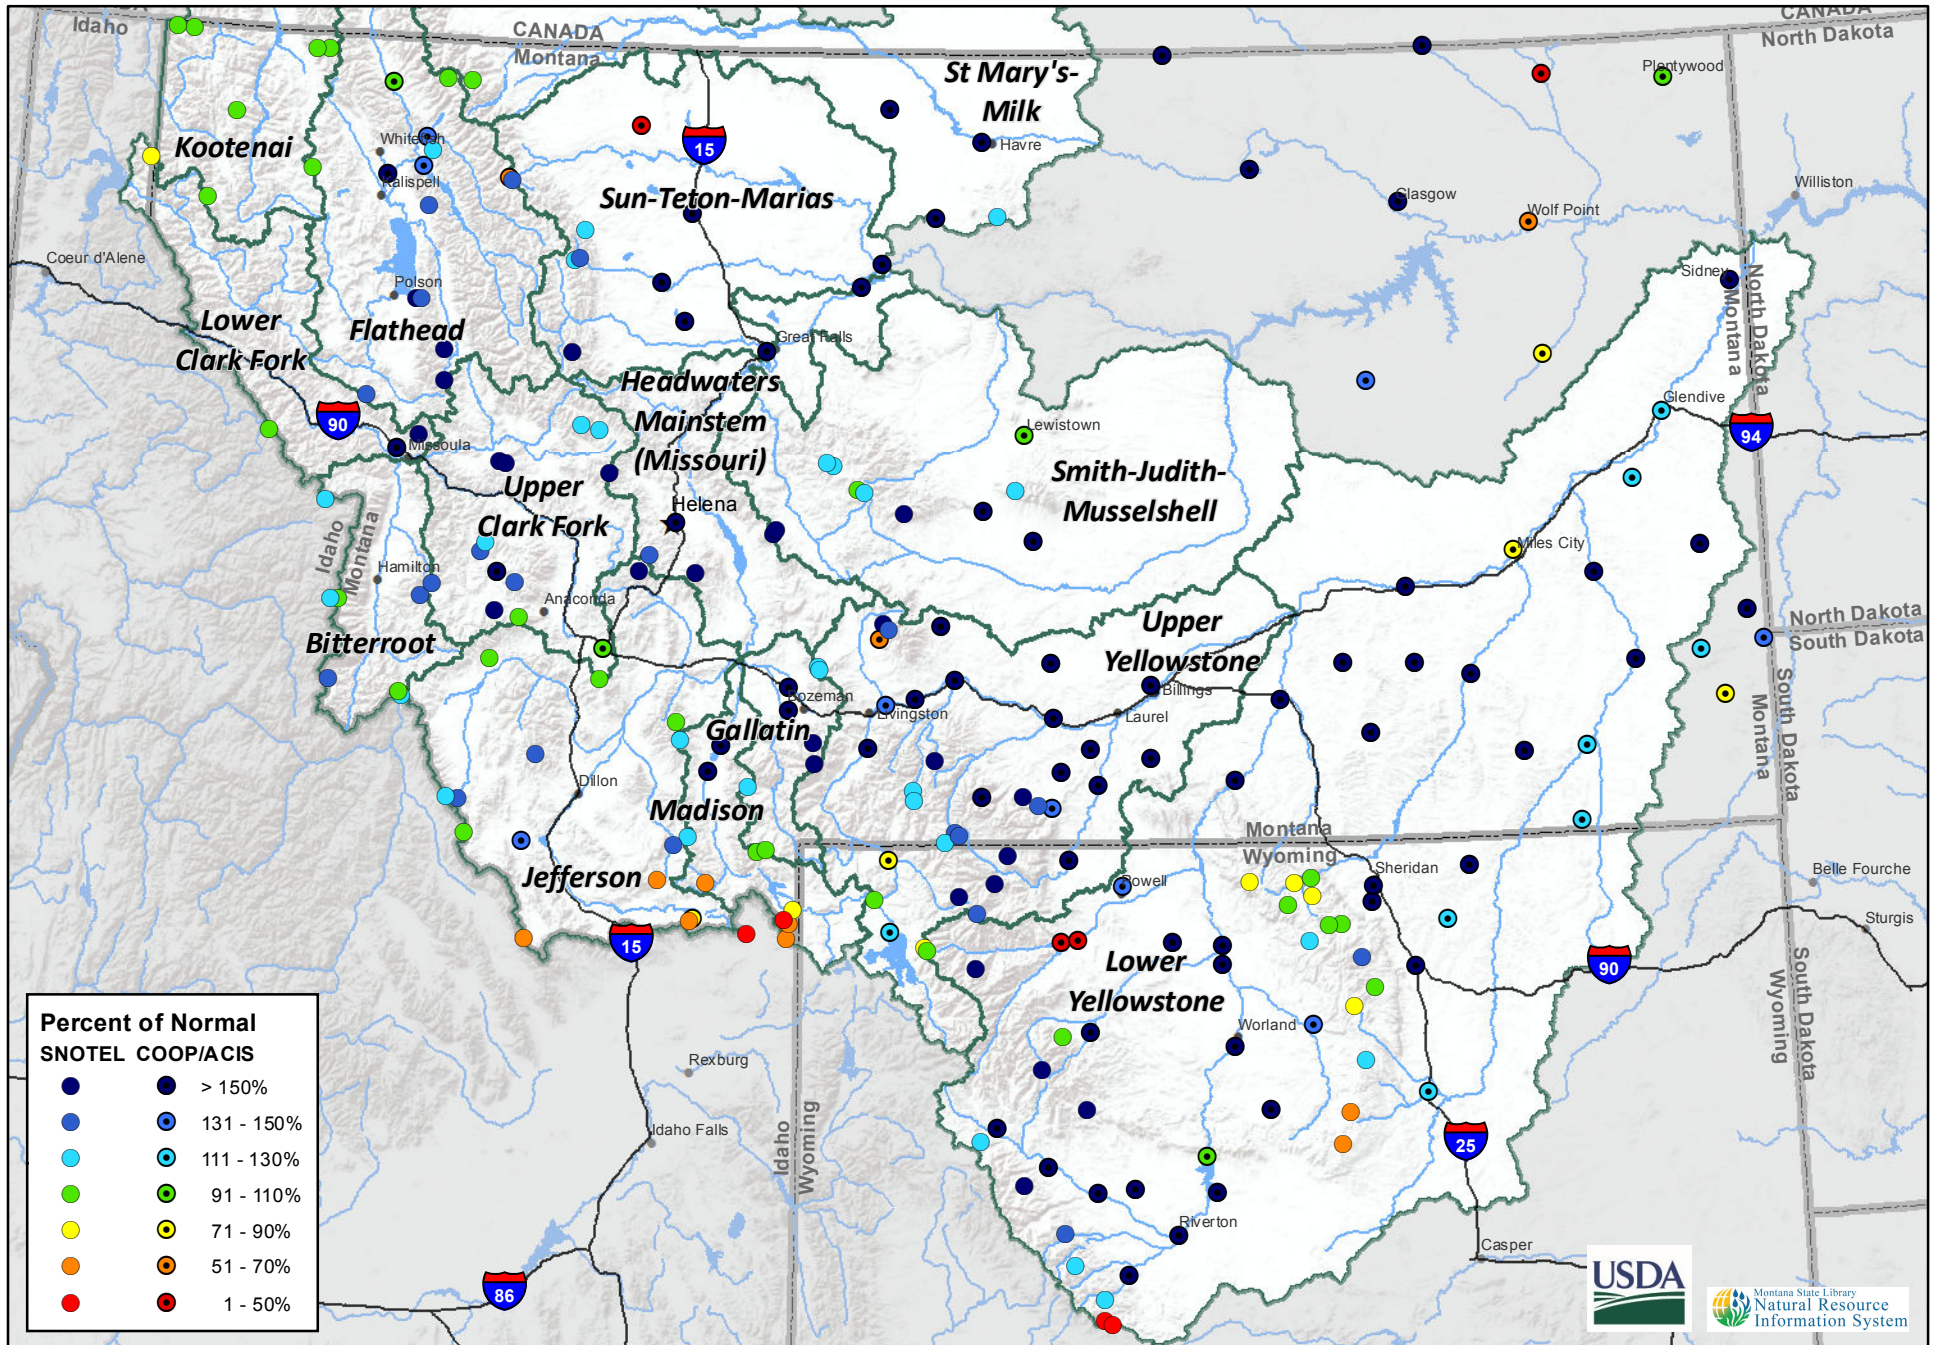 Idaho
CANADA
Montana
CANADA
North Dakota
St Mary's-
Milk
Plentywood
Kootenai
Whitefish
15
Havre
Kalispell
Sun-Teton-Marias
Glasgow
Wolf Point
Williston
Coeur d'Alene
Polson
Sidney
North Dakota
Montana
Lower
Clark Fork
Flathead
Great Falls
Headwaters
Mainstem
(Missouri)
Glendive
90
Missoula
Lewistown
94
Upper
Clark Fork
Smith-Judith-
Musselshell
Helena
Idaho
Montana
Miles City
Hamilton
Anaconda
Bitterroot
Upper
Yellowstone
North Dakota
South Dakota
Bozeman
Livingston
Billings
Laurel
Gallatin
South Dakota
Montana
Dillon
Madison
Montana
Wyoming
Jefferson
Powell
Sheridan
Belle Fourche
Sturgis
15
Lower
Yellowstone
90
South Dakota
Wyoming
Worland
Rexburg
Idaho Falls
Idaho
Wyoming
25
Riverton
Casper
86
Percent of Normal
SNOTEL COOP/ACIS
> 150%
131 - 150%
111 - 130%
91 - 110%
71 - 90%
51 - 70%
1 - 50%
USDA
Montana State Library
Natural Resource
Information System